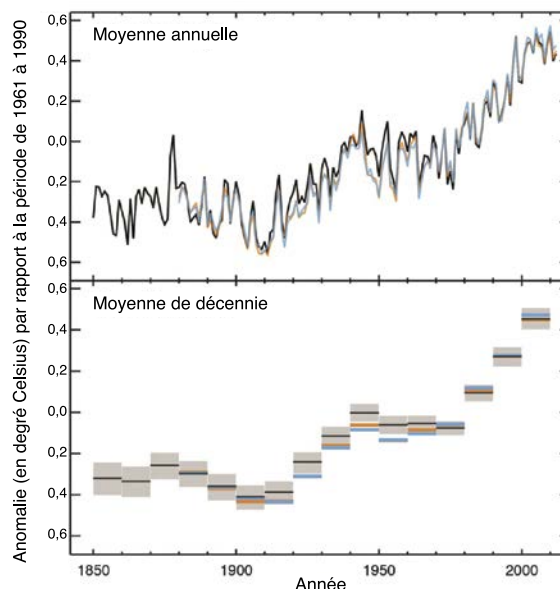 Anomalie (en degré Celsius) par rapport à la période de 1961 à 1990
Moyenne annuelle
0,6
0,4
0,2
0,0
0,2
0,4
0,6
Moyenne de décennie
0,4
0,2
0,0
0,2
0,4
0,6
1850 1900 1950 2000
Année